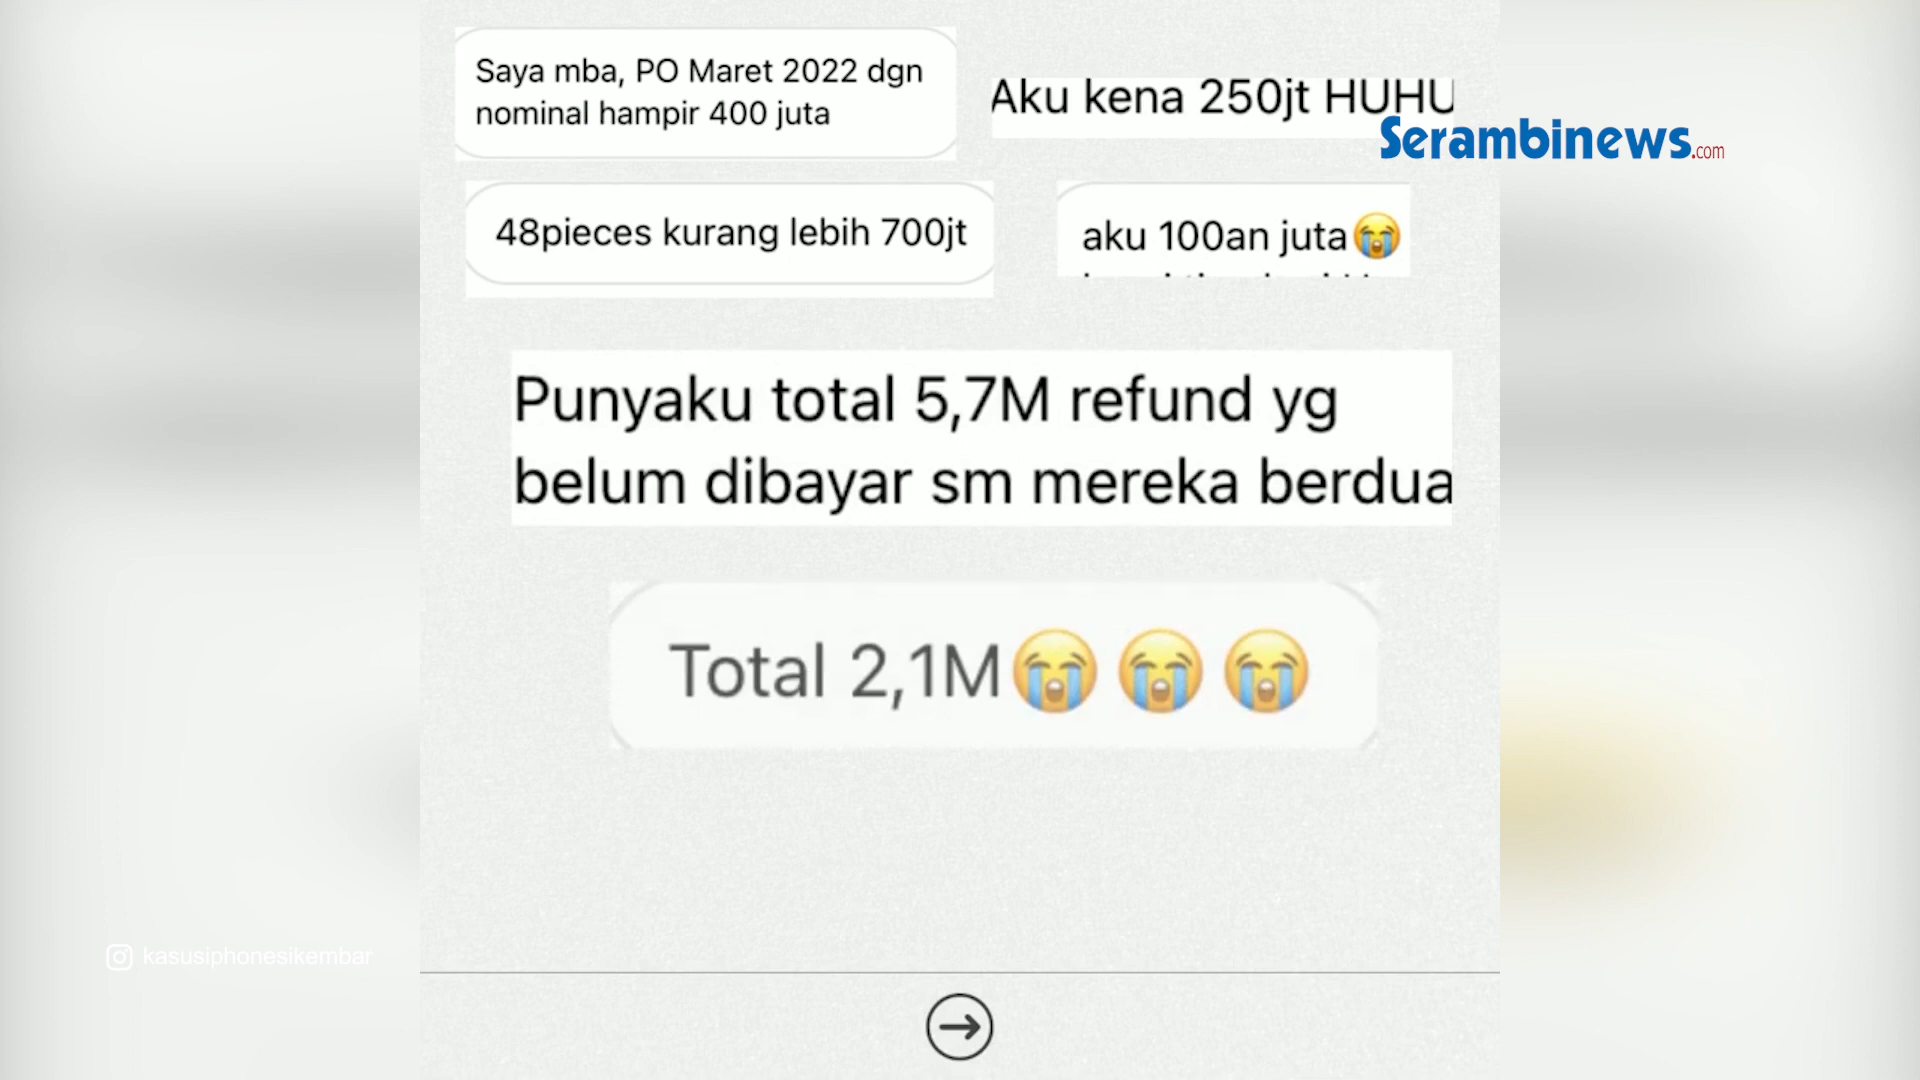 Saya mba, PO Maret 2022 dgn
nominal hampir 400 juta
Aku kena 250jt HUHU
Serambinews.com
48pieces kurang lebih 700jt
aku 100an juta😭
Punyaku total 5,7M refund yg
belum dibayar sm mereka berdua
Total 2,1M😭😭😭
kasusiphonesikembar